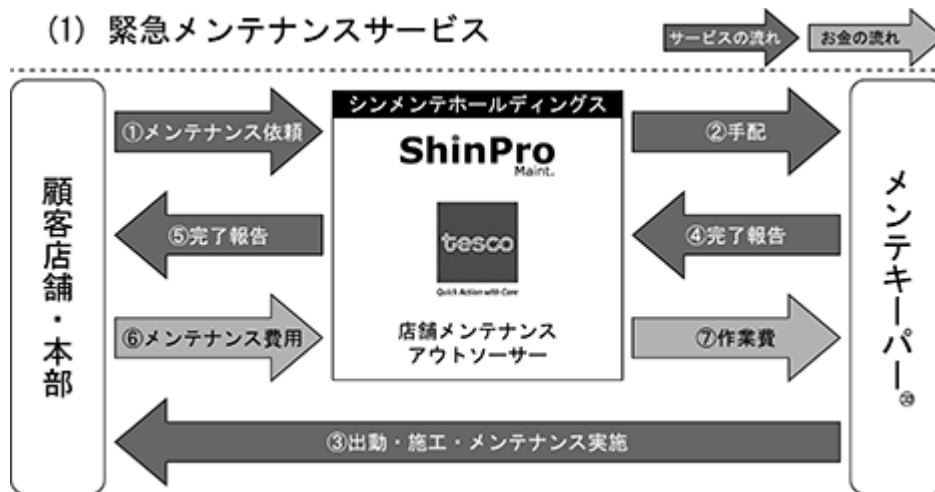 (1) 緊急メンテナンスサービス
サービスの流れ
お金の流れ
顧客店舗・本部
①メンテナンス依頼
シンメンテホールディングス
ShinPro
Maint.
②手配
メンテキーパー®
⑤完了報告
tesco
Quick Action with Care
④完了報告
⑥メンテナンス費用
店舗メンテナンス
アウトソーサー
⑦作業費
③出動・施工・メンテナンス実施